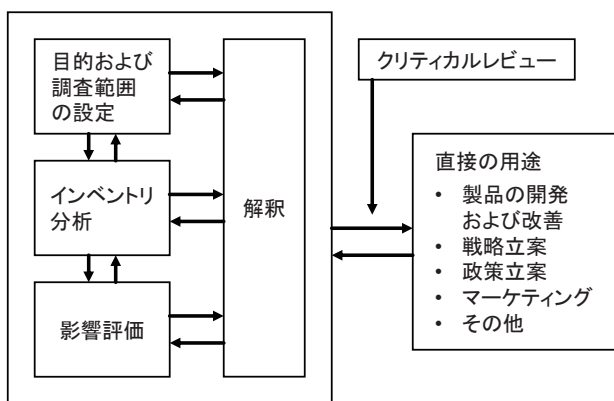 目的および
調査範囲
の設定
インベントリ
分析
影響評価
解釈
クリティカルレビュー
直接の用途
• 製品の開発
および改善
• 戦略立案
• 政策立案
• マーケティング
• その他